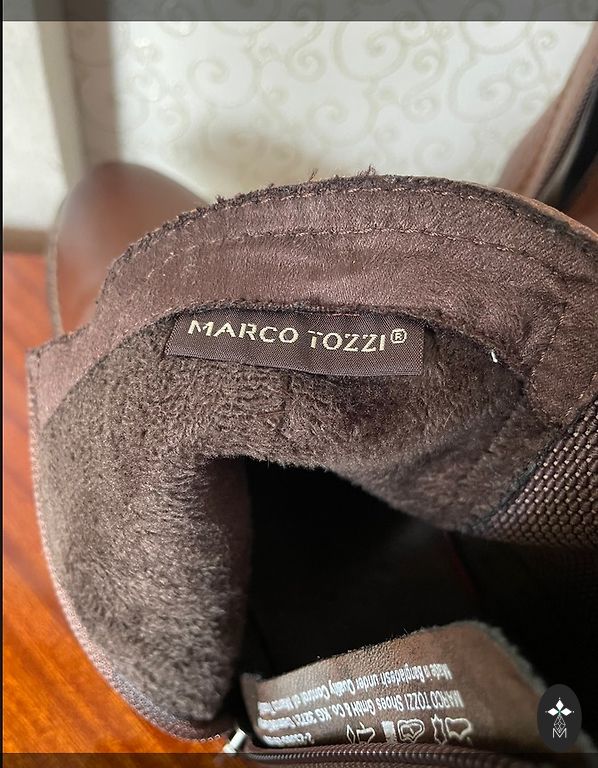 MARCO TOZZI®
MARCO TOZZI Shoes GmbH & Co. KG
Made in Bangladesh under Quality Control of
M